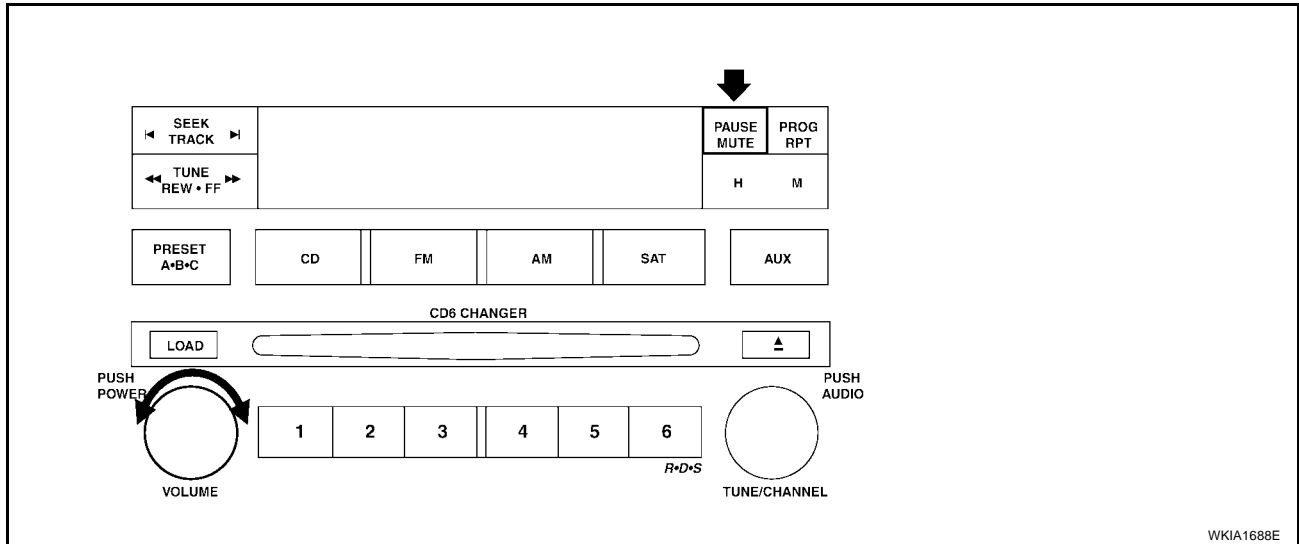 SEEK
TRACK
PAUSE
MUTE
PROG
RPT
TUNE
REW • FF
H
M
PRESET
A•B•C
CD
FM
AM
SAT
AUX
CD6 CHANGER
LOAD
PUSH
POWER
PUSH
AUDIO
1
2
3
4
5
6
R•D•S
VOLUME
TUNE/CHANNEL
WKIA1688E